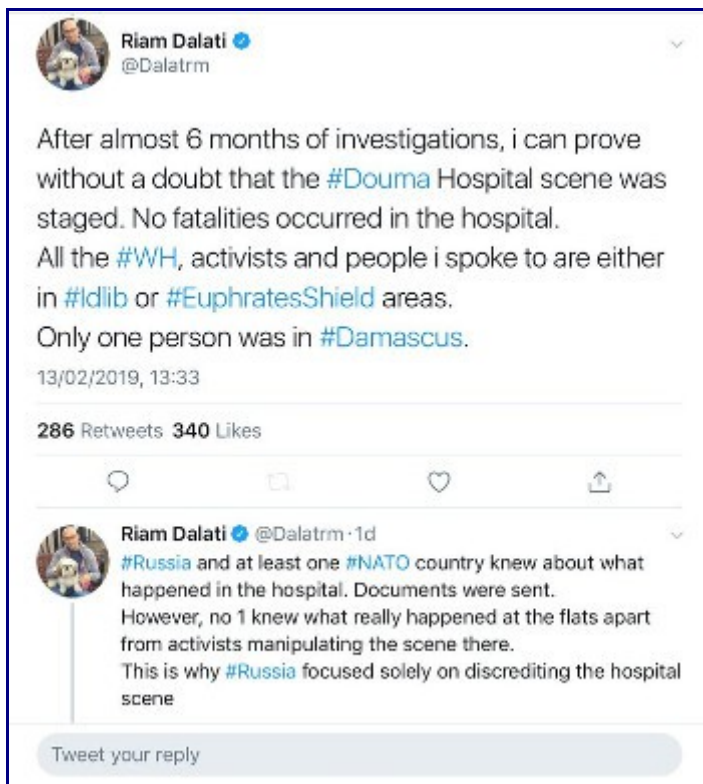 Riam Dalati
@Dalatrm
After almost 6 months of investigations, i can prove
without a doubt that the #Douma Hospital scene was
staged. No fatalities occurred in the hospital.
All the #WH, activists and people i spoke to are either
in #Idlib or #EuphratesShield areas.
Only one person was in #Damascus.
13/02/2019, 13:33
286 Retweets 340 Likes
Riam Dalati @Dalatrm · 1d
#Russia and at least one #NATO country knew about what
happened in the hospital. Documents were sent.
However, no 1 knew what really happened at the flats apart
from activists manipulating the scene there.
This is why #Russia focused solely on discrediting the hospital
scene
Tweet your reply